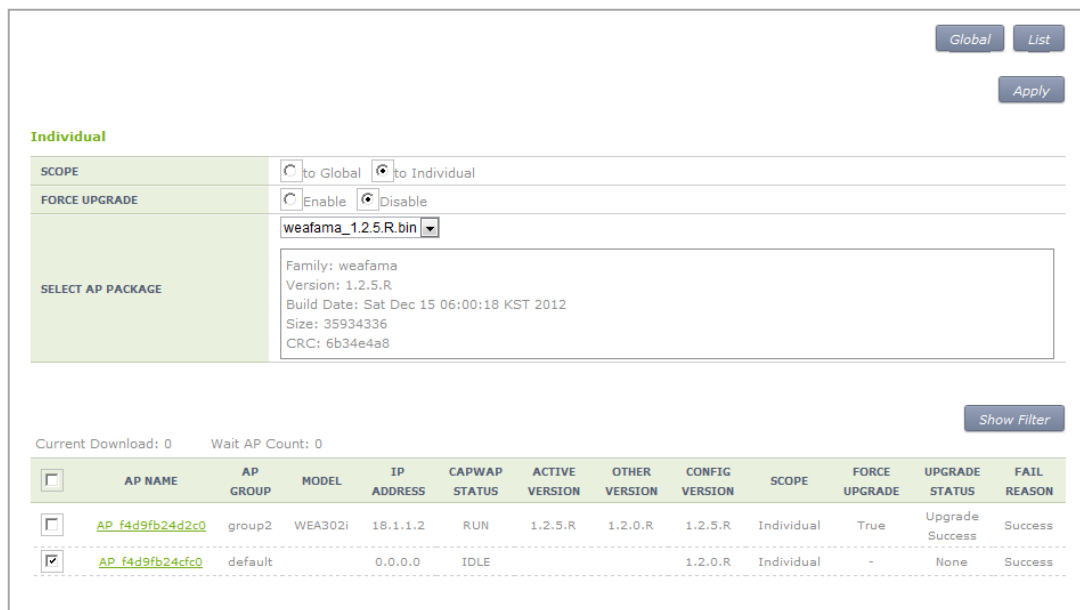 Global List
Apply
Individual
SCOPE to Global to Individual
FORCE UPGRADE Enable Disable
weafama_1.2.5.R.bin
SELECT AP PACKAGE
Family: weafama
Version: 1.2.5.R
Build Date: Sat Dec 15 06:00:18 KST 2012
Size: 35934336
CRC: 6b34e4a8
Show Filter
Current Download: 0 Wait AP Count: 0
AP NAME AP GROUP MODEL IP ADDRESS CAPWAP STATUS ACTIVE VERSION OTHER VERSION CONFIG VERSION SCOPE FORCE UPGRADE UPGRADE STATUS FAIL REASON
AP_f4d9fb24d2c0 group2 WEA302i 18.1.1.2 RUN 1.2.5.R 1.2.0.R 1.2.5.R Individual True Upgrade Success Success
AP_f4d9fb24cfc0 default 0.0.0.0 IDLE 1.2.0.R Individual - None Success